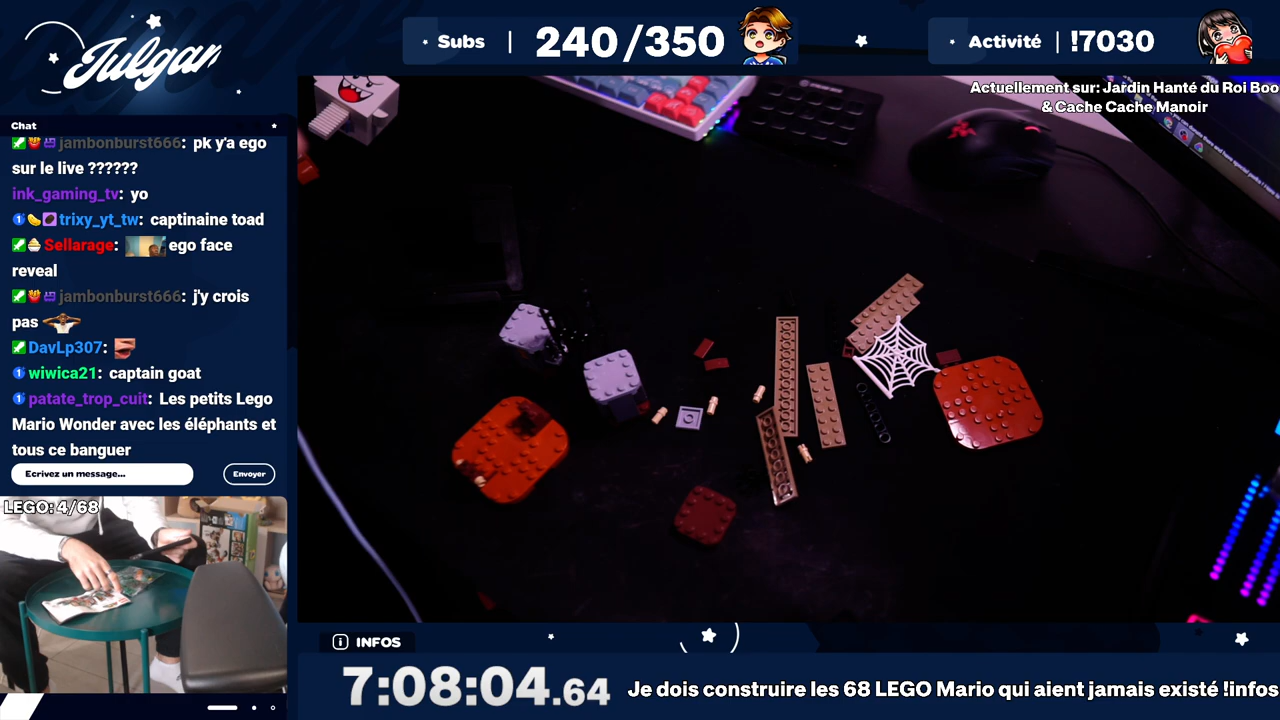 Julgane
Subs | 240/350
Activité | !7030
Actuellement sur: Jardin Hanté du Roi Boo
& Cache Cache Manoir
Chat
jambonburst666: pk y'a ego
sur le live ??????
ink_gaming_tv: yo
trixy_yt_tw: captinaine toad
Sellarage: ego face
reveal
jambonburst666: j'y crois
pas
DavLp307:
wiwica21: captain goat
patate_trop_cuit: Les petits Lego
Mario Wonder avec les éléphants et
tous ce banguer
Ecrivez un message...
Envoyer
LEGO: 4/68
INFOS
7:08:04.64
Je dois construire les 68 LEGO Mario qui aient jamais existé !infos